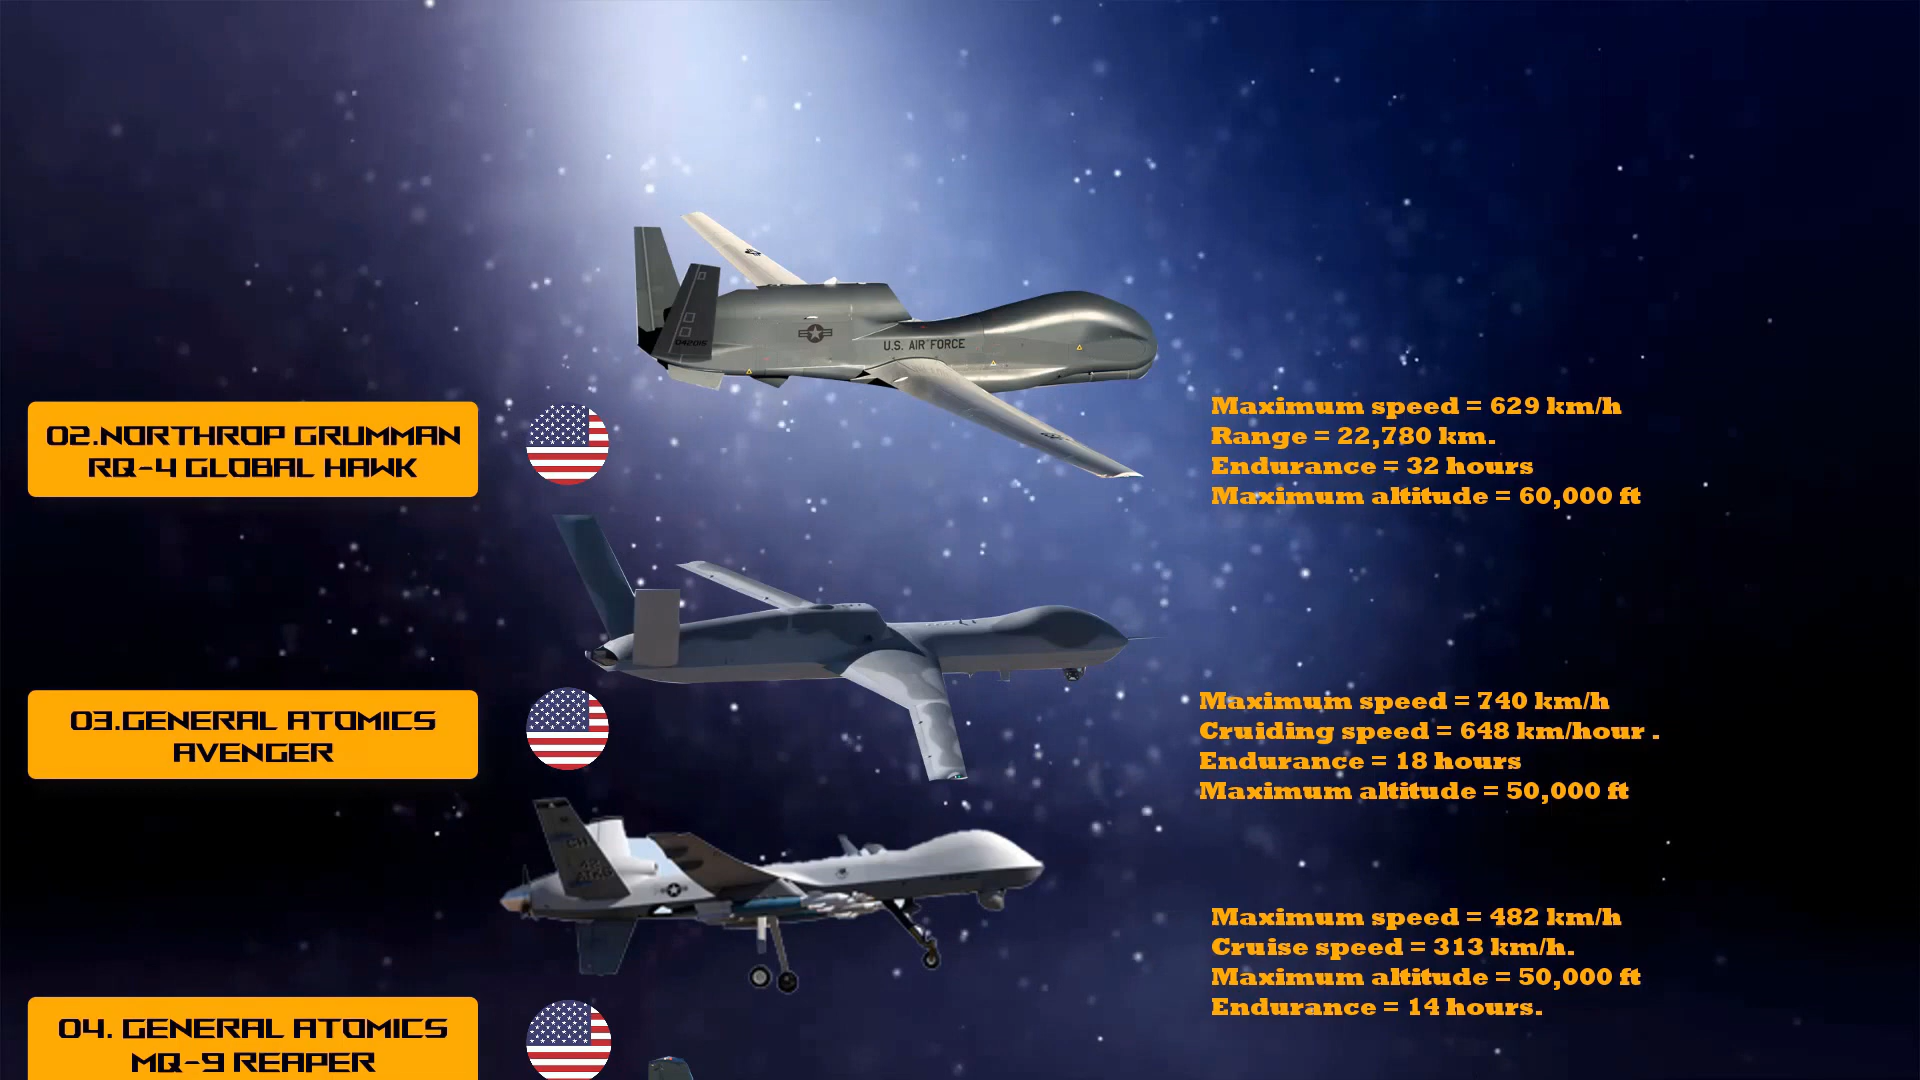 U.S. AIR FORCE
02.NORTHROP GRUMMAN
RQ-4 GLOBAL HAWK
Maximum speed = 629 km/h
Range = 22,780 km.
Endurance = 32 hours
Maximum altitude = 60,000 ft
03.GENERAL ATOMICS
AVENGER
Maximum speed = 740 km/h
Cruiding speed = 648 km/hour .
Endurance = 18 hours
Maximum altitude = 50,000 ft
04. GENERAL ATOMICS
MQ-9 REAPER
Maximum speed = 482 km/h
Cruise speed = 313 km/h.
Maximum altitude = 50,000 ft
Endurance = 14 hours.